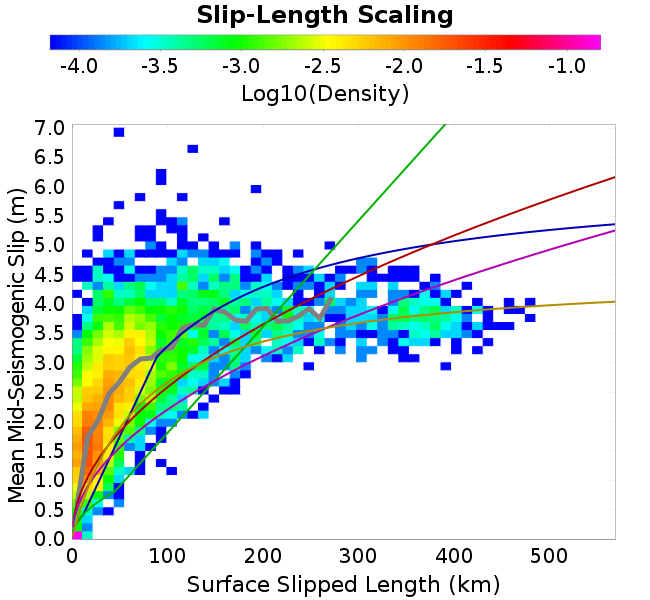 Slip-Length Scaling
-4.0 -3.5 -3.0 -2.5 -2.0 -1.5 -1.0
Log10(Density)
Mean Mid-Seismogenic Slip (m)
7.0
6.5
6.0
5.5
5.0
4.5
4.0
3.5
3.0
2.5
2.0
1.5
1.0
0.5
0.0
0 100 200 300 400 500
Surface Slipped Length (km)